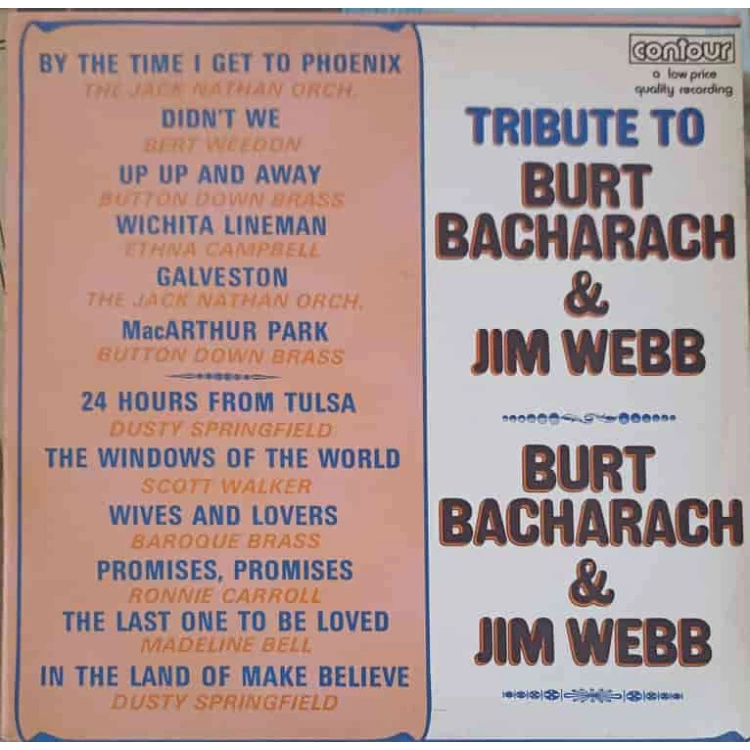 BY THE TIME I GET TO PHOENIX
THE JACK NATHAN ORCH.
DIDN'T WE
BERT WEEDON
UP UP AND AWAY
BUTTON DOWN BRASS
WICHITA LINEMAN
ETHNA CAMPBELL
GALVESTON
THE JACK NATHAN ORCH.
MacARTHUR PARK
BUTTON DOWN BRASS
24 HOURS FROM TULSA
DUSTY SPRINGFIELD
THE WINDOWS OF THE WORLD
SCOTT WALKER
WIVES AND LOVERS
BAROQUE BRASS
PROMISES, PROMISES
RONNIE CARROLL
THE LAST ONE TO BE LOVED
MADELINE BELL
IN THE LAND OF MAKE BELIEVE
DUSTY SPRINGFIELD
contour
a low price
quality recording
TRIBUTE TO
BURT
BACHARACH
&
JIM WEBB
BURT
BACHARACH
&
JIM WEBB